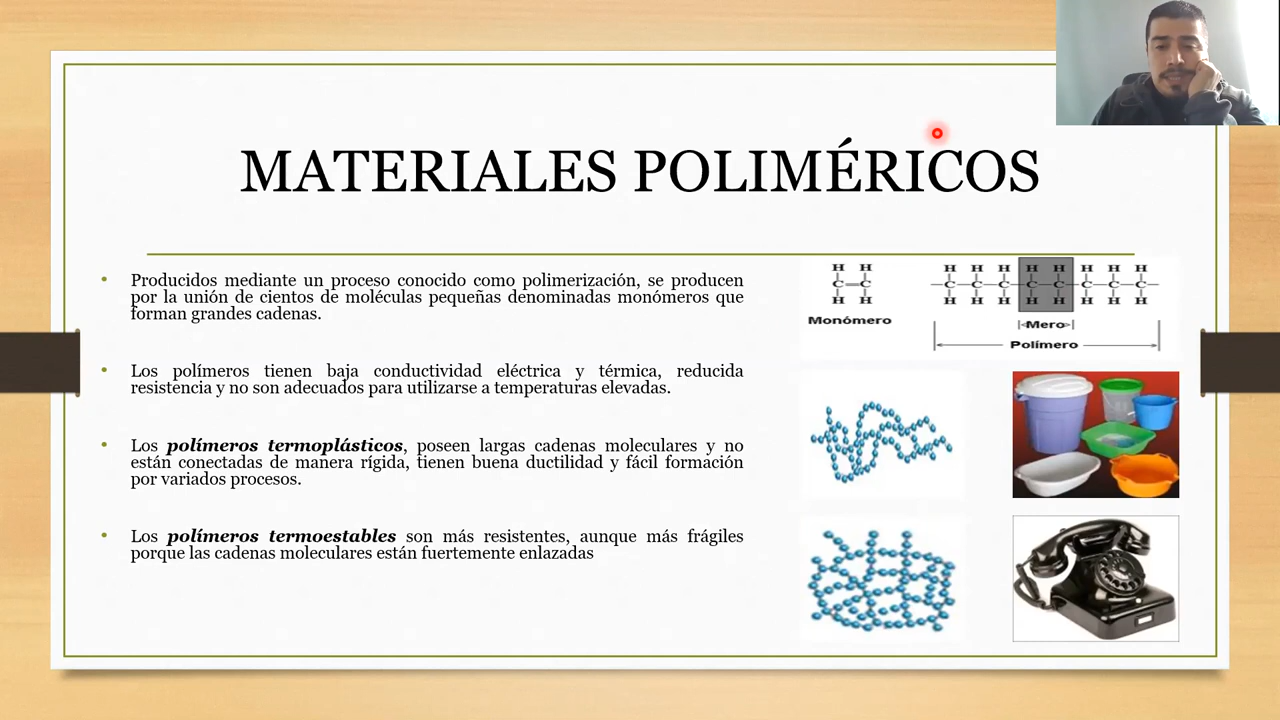 MATERIALES POLIMÉRICOS
• Producidos mediante un proceso conocido como polimerización, se producen
por la unión de cientos de moléculas pequeñas denominadas monómeros que
forman grandes cadenas.
• Los polímeros tienen baja conductividad eléctrica y térmica, reducida
resistencia y no son adecuados para utilizarse a temperaturas elevadas.
• Los polímeros termoplásticos, poseen largas cadenas moleculares y no
están conectadas de manera rígida, tienen buena ductilidad y fácil formación
por variados procesos.
• Los polímeros termoestables son más resistentes, aunque más frágiles
porque las cadenas moleculares están fuertemente enlazadas
H H
C=C
H H
Monómero
H H H H H H H H
—C—C—C—C—C—C—C—C—
H H H H H H H H
Mero
Polímero